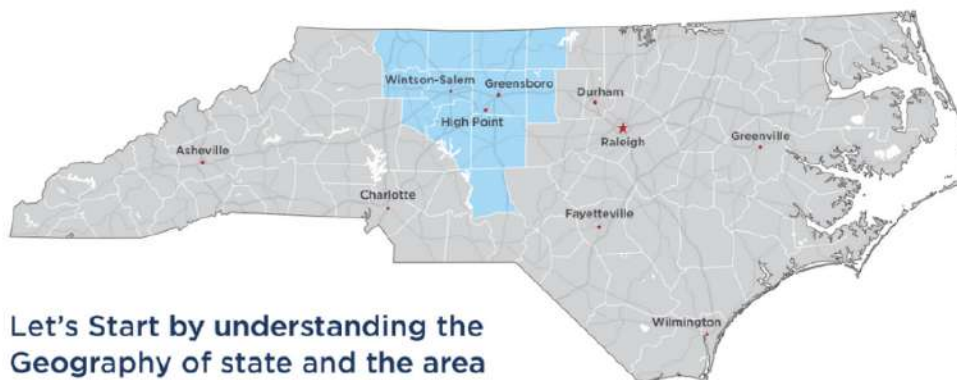 Wintson-Salem
Greensboro
High Point
Durham
Raleigh
Greenville
Asheville
Charlotte
Fayetteville
Wilmington
Let's Start by understanding the
Geography of state and the area